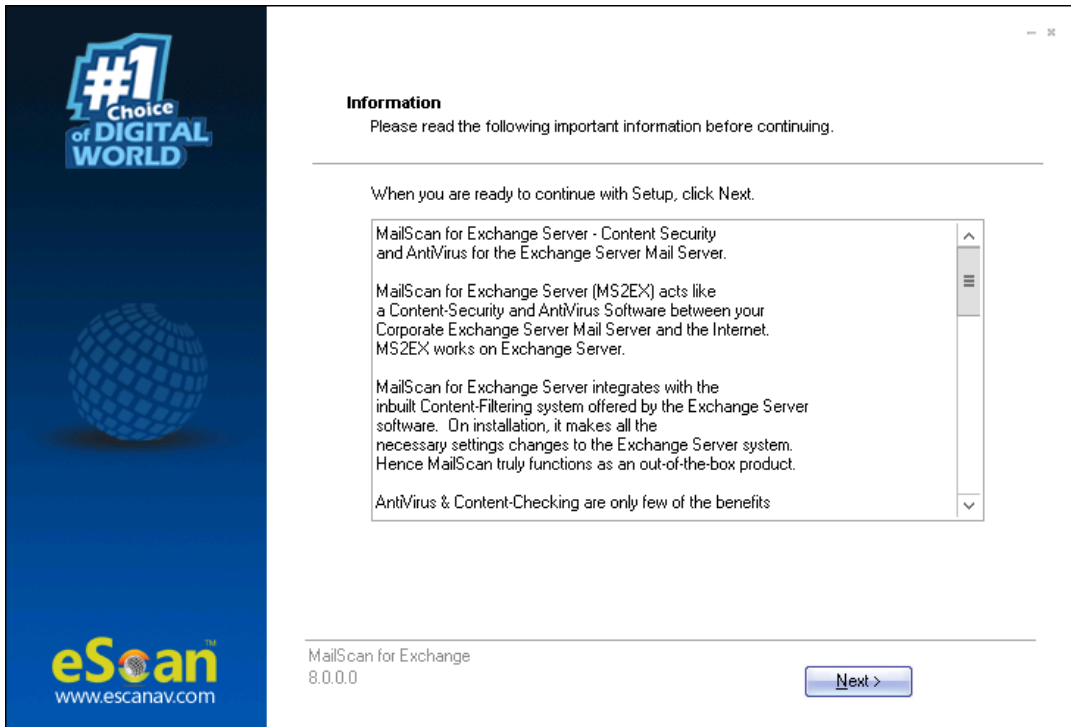 #1
Choice
of DIGITAL
WORLD
Information
Please read the following important information before continuing.
When you are ready to continue with Setup, click Next.
MailScan for Exchange Server - Content Security
and AntiVirus for the Exchange Server Mail Server.
MailScan for Exchange Server (MS2EX) acts like
a Content-Security and AntiVirus Software between your
Corporate Exchange Server Mail Server and the Internet.
MS2EX works on Exchange Server.
MailScan for Exchange Server integrates with the
inbuilt Content-Filtering system offered by the Exchange Server
software.  On installation, it makes all the
necessary settings changes to the Exchange Server system.
Hence MailScan truly functions as an out-of-the-box product.
AntiVirus & Content-Checking are only few of the benefits
eScan™
www.escanav.com
MailScan for Exchange
8.0.0.0
Next >